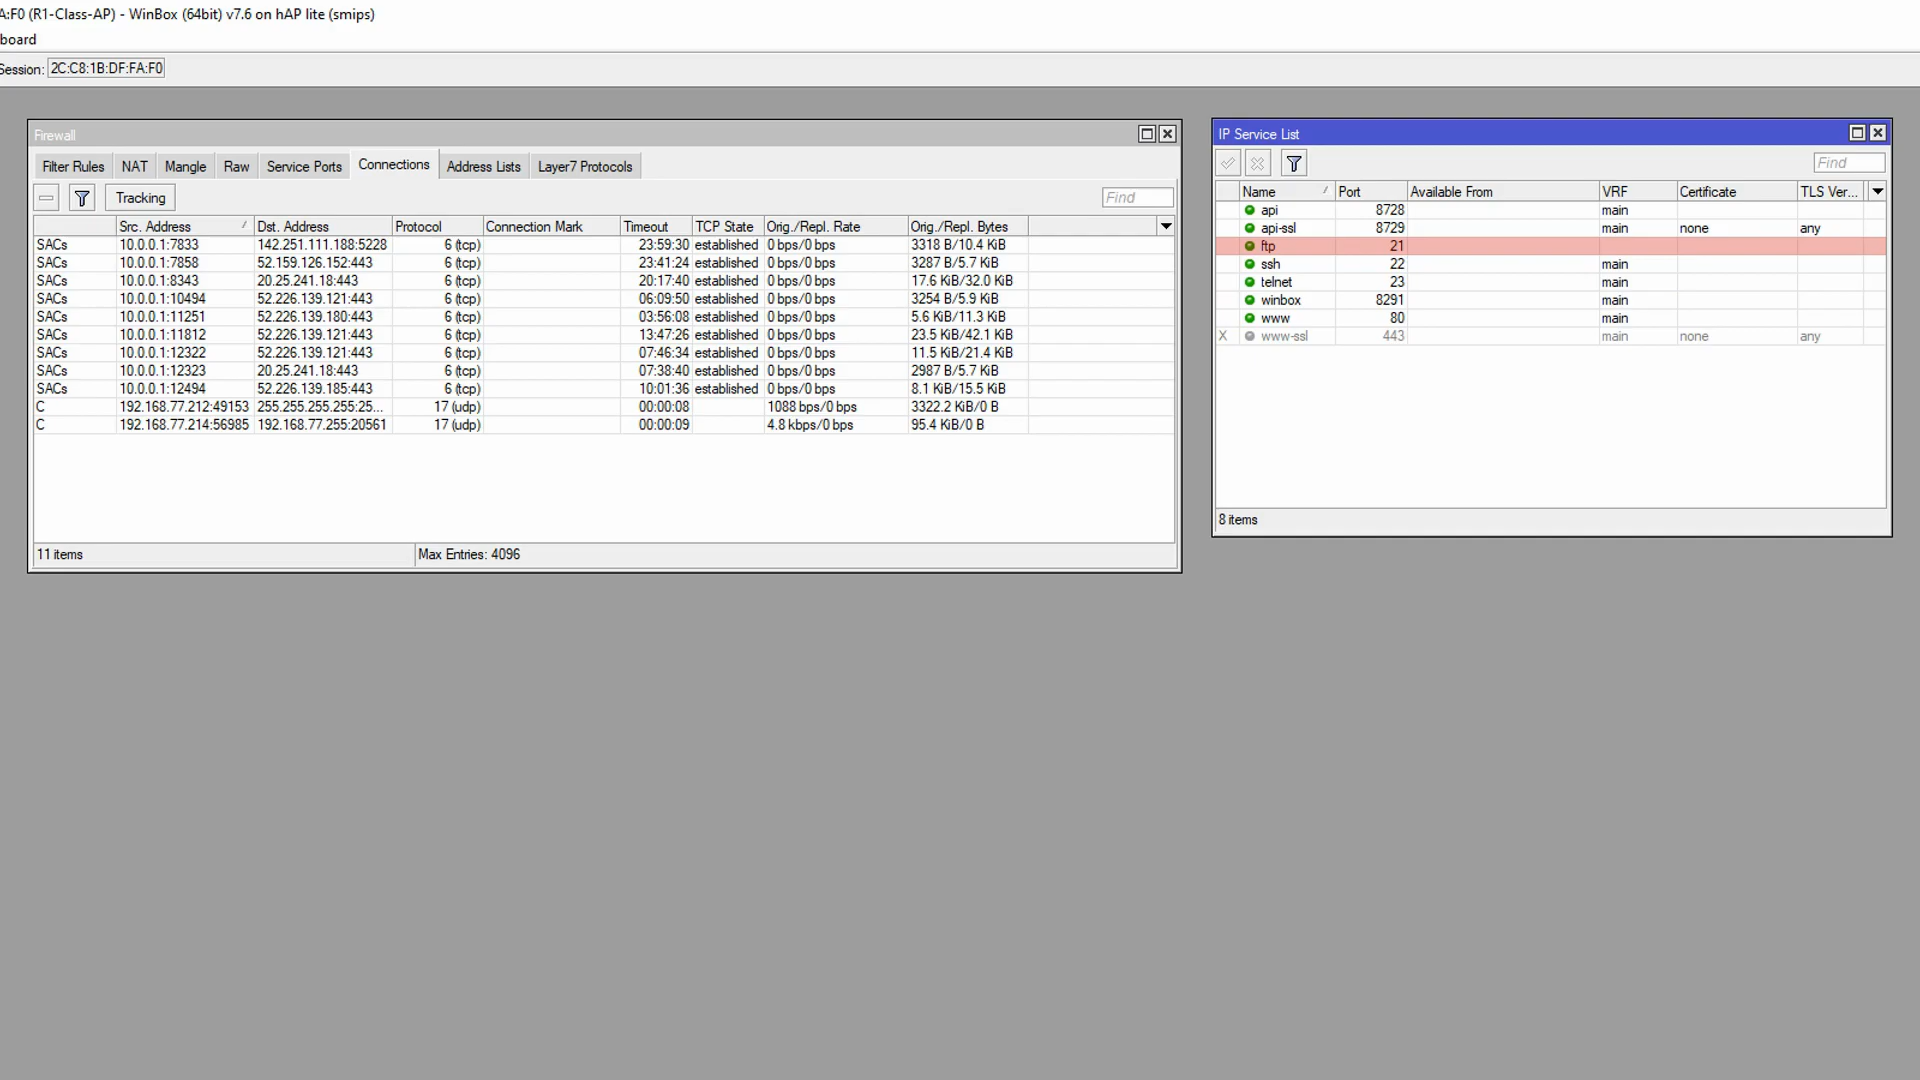 A:F0 (R1-Class-AP) - WinBox (64bit) v7.6 on hAP lite (smips)
board
Session: 2C:C8:1B:DF:FA:F0
Firewall
Filter Rules NAT Mangle Raw Service Ports Connections Address Lists Layer7 Protocols
Tracking Find
Src. Address / Dst. Address Protocol Connection Mark Timeout TCP State Orig./Repl. Rate Orig./Repl. Bytes
SACs 10.0.0.1:7833 142.251.111.188:5228 6 (tcp) 23:59:30 established 0 bps/0 bps 3318 B/10.4 KiB
SACs 10.0.0.1:7858 52.159.126.152:443 6 (tcp) 23:41:24 established 0 bps/0 bps 3287 B/5.7 KiB
SACs 10.0.0.1:8343 20.25.241.18:443 6 (tcp) 20:17:40 established 0 bps/0 bps 17.6 KiB/32.0 KiB
SACs 10.0.0.1:10494 52.226.139.121:443 6 (tcp) 06:09:50 established 0 bps/0 bps 3254 B/5.9 KiB
SACs 10.0.0.1:11251 52.226.139.180:443 6 (tcp) 03:56:08 established 0 bps/0 bps 5.6 KiB/11.3 KiB
SACs 10.0.0.1:11812 52.226.139.121:443 6 (tcp) 13:47:26 established 0 bps/0 bps 23.5 KiB/42.1 KiB
SACs 10.0.0.1:12322 52.226.139.121:443 6 (tcp) 07:46:34 established 0 bps/0 bps 11.5 KiB/21.4 KiB
SACs 10.0.0.1:12323 20.25.241.18:443 6 (tcp) 07:38:40 established 0 bps/0 bps 2987 B/5.7 KiB
SACs 10.0.0.1:12494 52.226.139.185:443 6 (tcp) 10:01:36 established 0 bps/0 bps 8.1 KiB/15.5 KiB
C 192.168.77.212:49153 255.255.255.255:25... 17 (udp) 00:00:08 1088 bps/0 bps 3322.2 KiB/0 B
C 192.168.77.214:56985 192.168.77.255:20561 17 (udp) 00:00:09 4.8 kbps/0 bps 95.4 KiB/0 B
11 items Max Entries: 4096
IP Service List
Find
Name / Port Available From VRF Certificate TLS Ver...
api 8728 main
api-ssl 8729 main none any
ftp 21
ssh 22 main
telnet 23 main
winbox 8291 main
www 80 main
X www-ssl 443 main none any
8 items